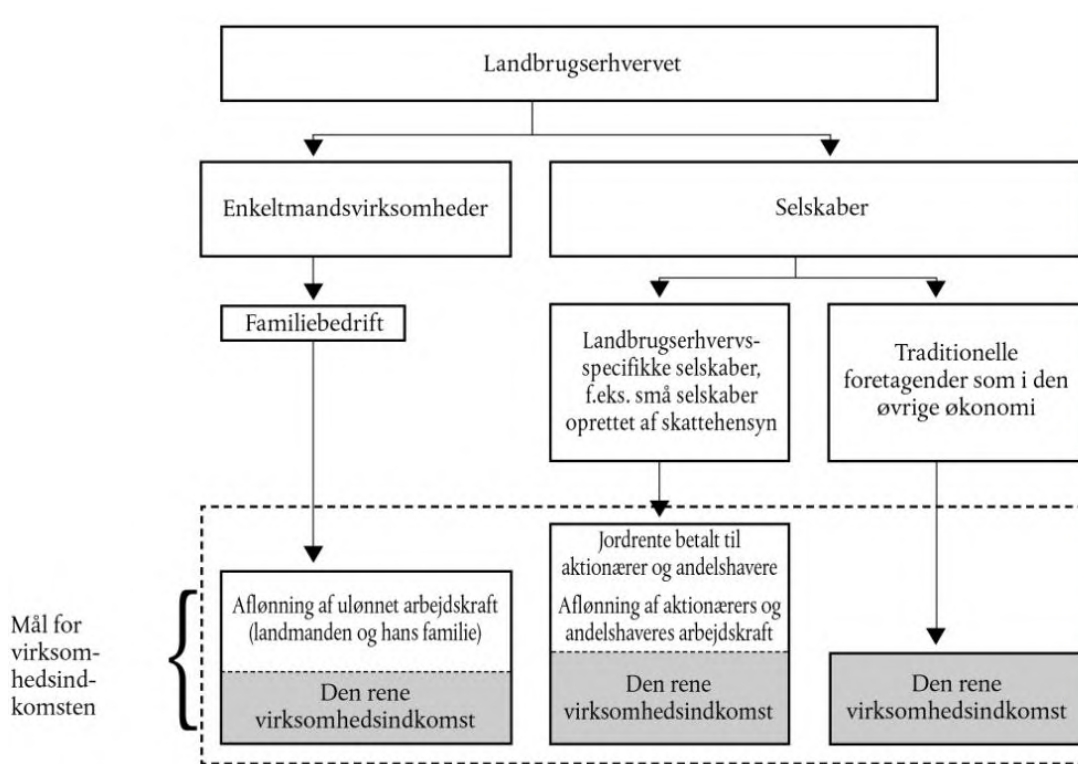 Landbrugserhvervet
Enkeltmandsvirksomheder
Selskaber
Familiebedrift
Landbrugserhvervs-
specifikke selskaber,
f.eks. små selskaber
oprettet af skattehensyn
Traditionelle
foretagender som i den
øvrige økonomi
Mål for
virksom-
hedsind-
komsten
Aflønning af ulønnet arbejdskraft
(landmanden og hans familie)
Den rene
virksomhedsindkomst
Jordrente betalt til
aktionærer og andelshavere
Aflønning af aktionærers og
andelshaveres arbejdskraft
Den rene
virksomhedsindkomst
Den rene
virksomhedsindkomst